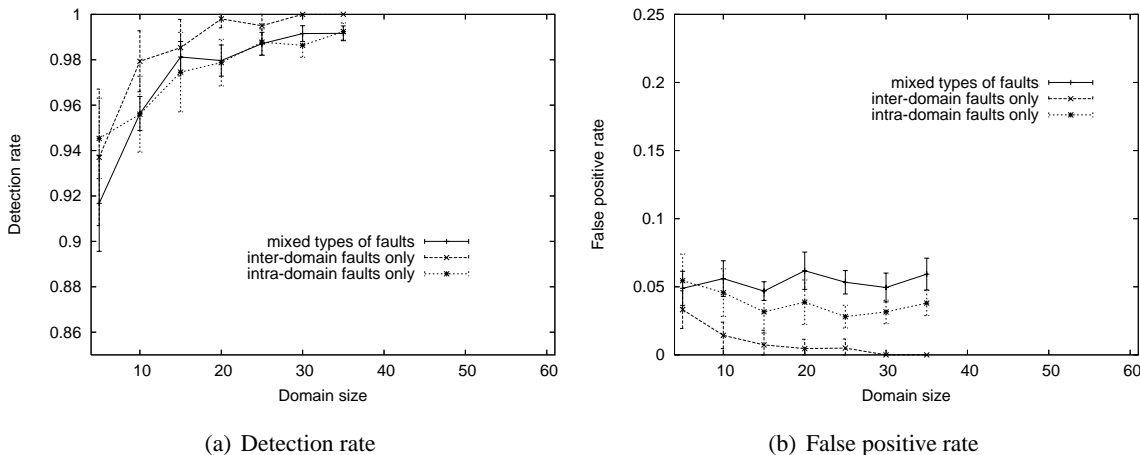 1
0.98
0.96
0.94
0.92
0.9
0.88
0.86
10 20 30 40 50 60
Detection rate
Domain size
mixed types of faults
inter-domain faults only
intra-domain faults only
(a) Detection rate
0.25
0.2
0.15
0.1
0.05
0
10 20 30 40 50 60
False positive rate
Domain size
mixed types of faults
inter-domain faults only
intra-domain faults only
(b) False positive rate